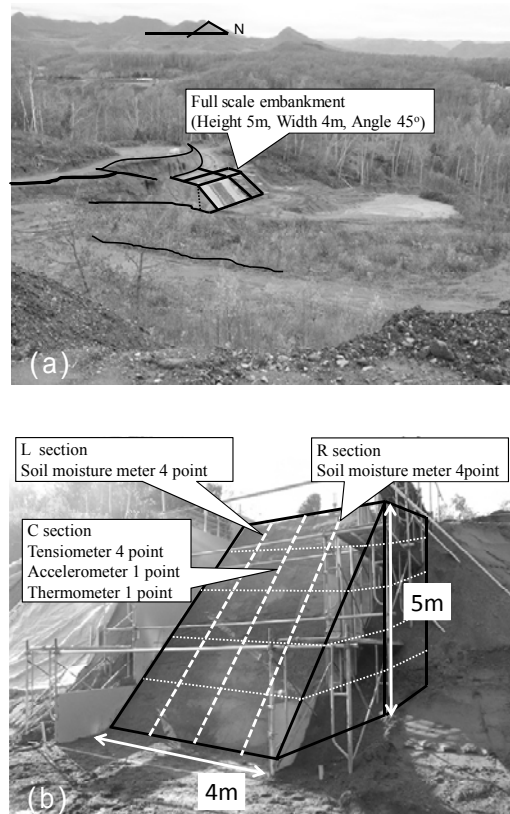 N
Full scale embankment
(Height 5m, Width 4m, Angle 45°)
(a)
L section
Soil moisture meter 4 point
R section
Soil moisture meter 4point
C section
Tensiometer 4 point
Accelerometer 1 point
Thermometer 1 point
5m
4m
(b)